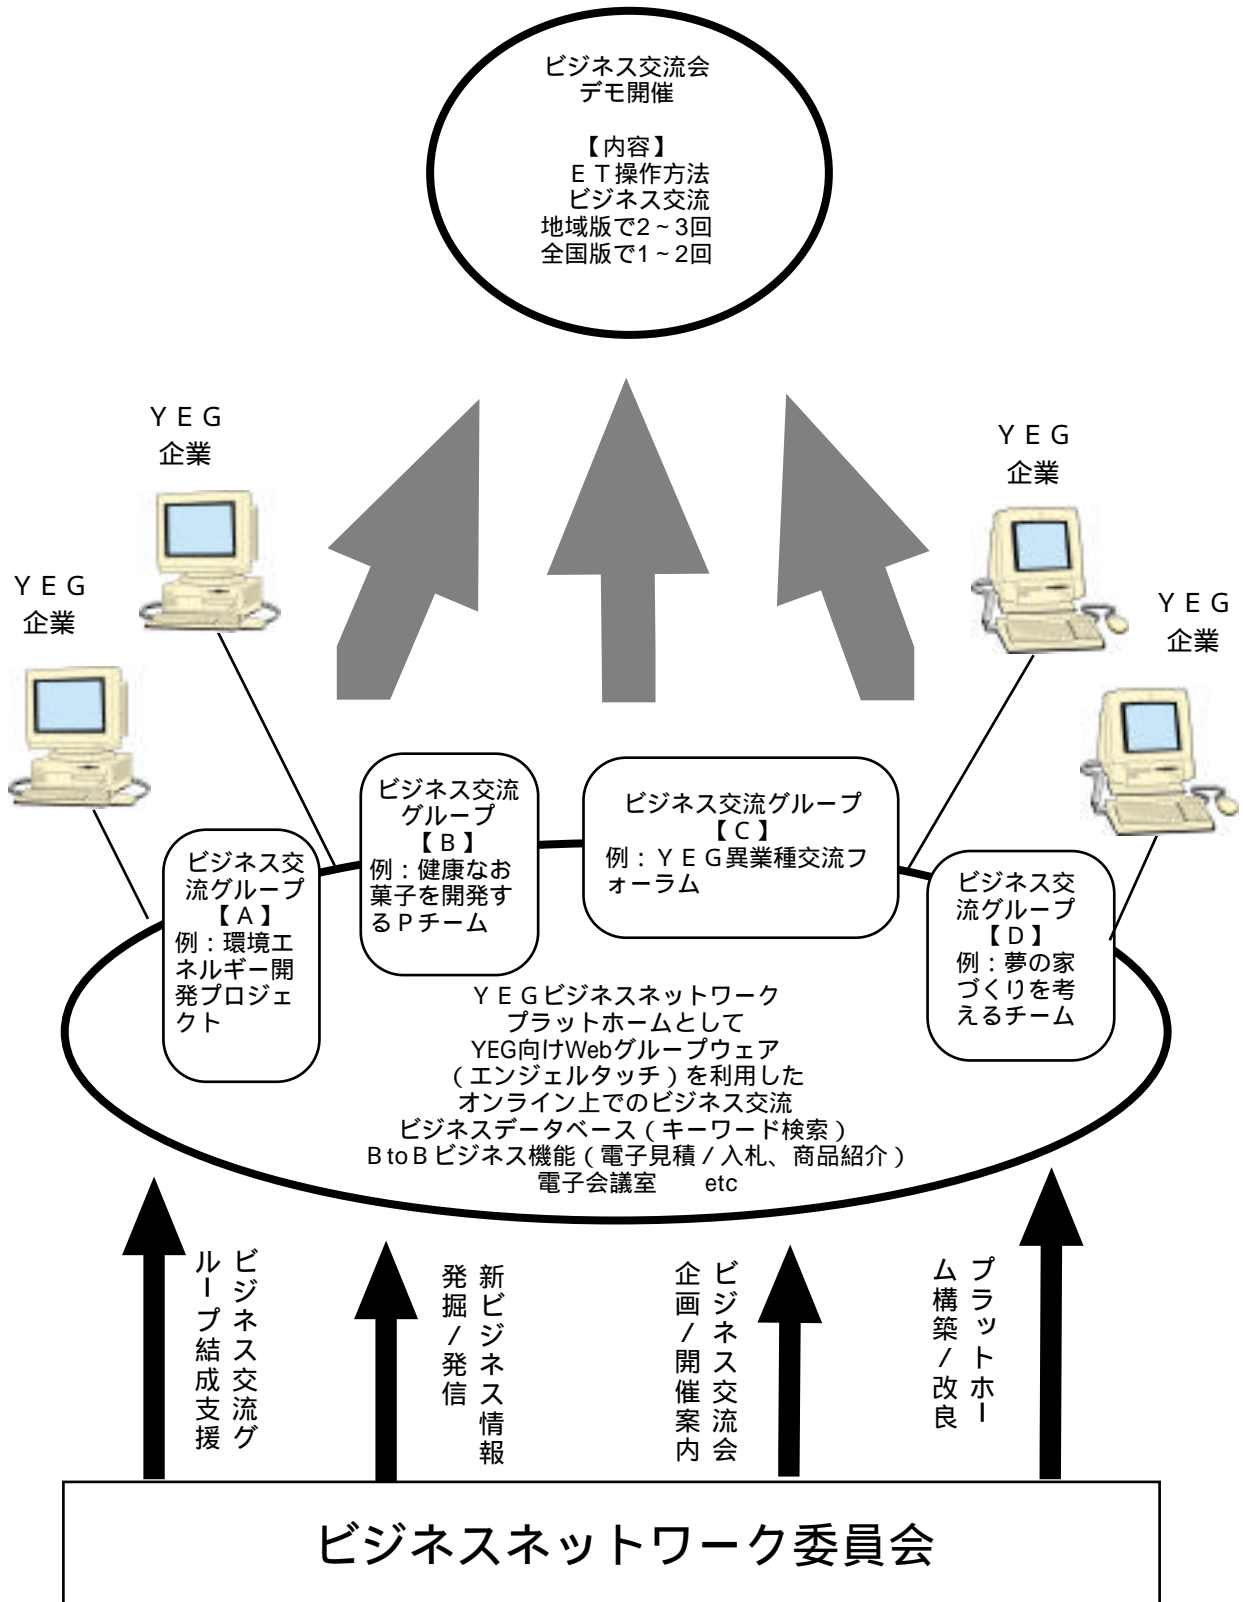 ビジネス交流会
デモ開催
【内容】
ＥＴ操作方法
ビジネス交流
地域版で2～3回
全国版で1～2回
ＹＥＧ
企業
ＹＥＧ
企業
ＹＥＧ
企業
ＹＥＧ
企業
ビジネス交
流グループ
【Ａ】
例：環境エ
ネルギー開
発プロジェ
クト
ビジネス交流
グループ
【Ｂ】
例：健康なお
菓子を開発す
るＰチーム
ビジネス交流グループ
【Ｃ】
例：ＹＥＧ異業種交流フ
ォーラム
ビジネス交
流グループ
【Ｄ】
例：夢の家
づくりを考
えるチーム
ＹＥＧビジネスネットワーク
プラットホームとして
YEG向けWebグループウェア
（エンジェルタッチ）を利用した
オンライン上でのビジネス交流
ビジネスデータベース（キーワード検索）
ＢtoＢビジネス機能（電子見積／入札、商品紹介）
電子会議室　　etc
ビジネス交流グ
ループ結成支援
新ビジネス情報
発掘/発信
ビジネス交流会
企画/開催案内
プラットホー
ム構築/改良
ビジネスネットワーク委員会